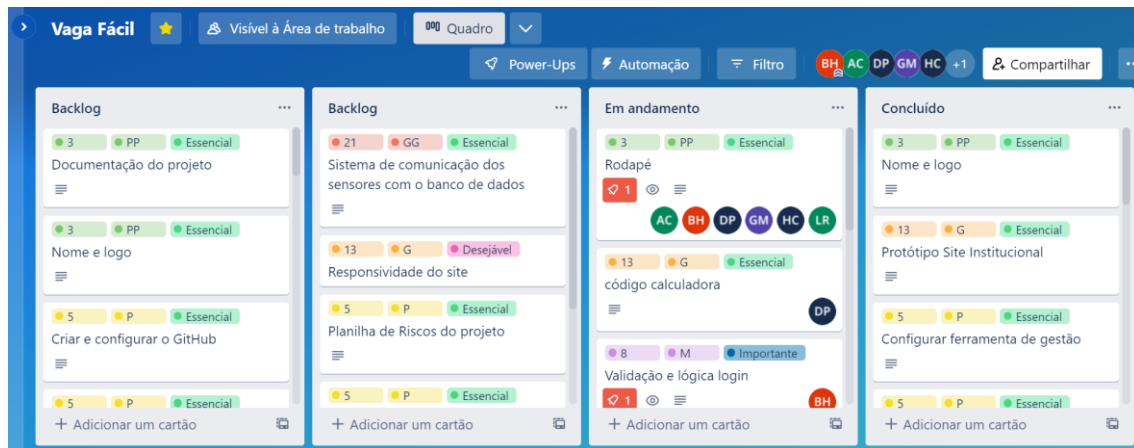 Vaga Fácil
Visível à Área de trabalho
Quadro
Power-Ups
Automação
Filtro
BH
AC
DP
GM
HC
+1
Compartilhar
Backlog
3 PP Essencial
Documentação do projeto
3 PP Essencial
Nome e logo
5 P Essencial
Criar e configurar o GitHub
5 P Essencial
+ Adicionar um cartão
Backlog
21 GG Essencial
Sistema de comunicação dos
sensores com o banco de dados
13 G Desejável
Responsividade do site
5 P Essencial
Planilha de Riscos do projeto
5 P Essencial
+ Adicionar um cartão
Em andamento
3 PP Essencial
Rodapé
1
AC BH DP GM HC LR
13 G Essencial
código calculadora
DP
8 M Importante
Validação e lógica login
1
BH
+ Adicionar um cartão
Concluído
3 PP Essencial
Nome e logo
13 G Essencial
Protótipo Site Institucional
5 P Essencial
Configurar ferramenta de gestão
5 P Essencial
+ Adicionar um cartão